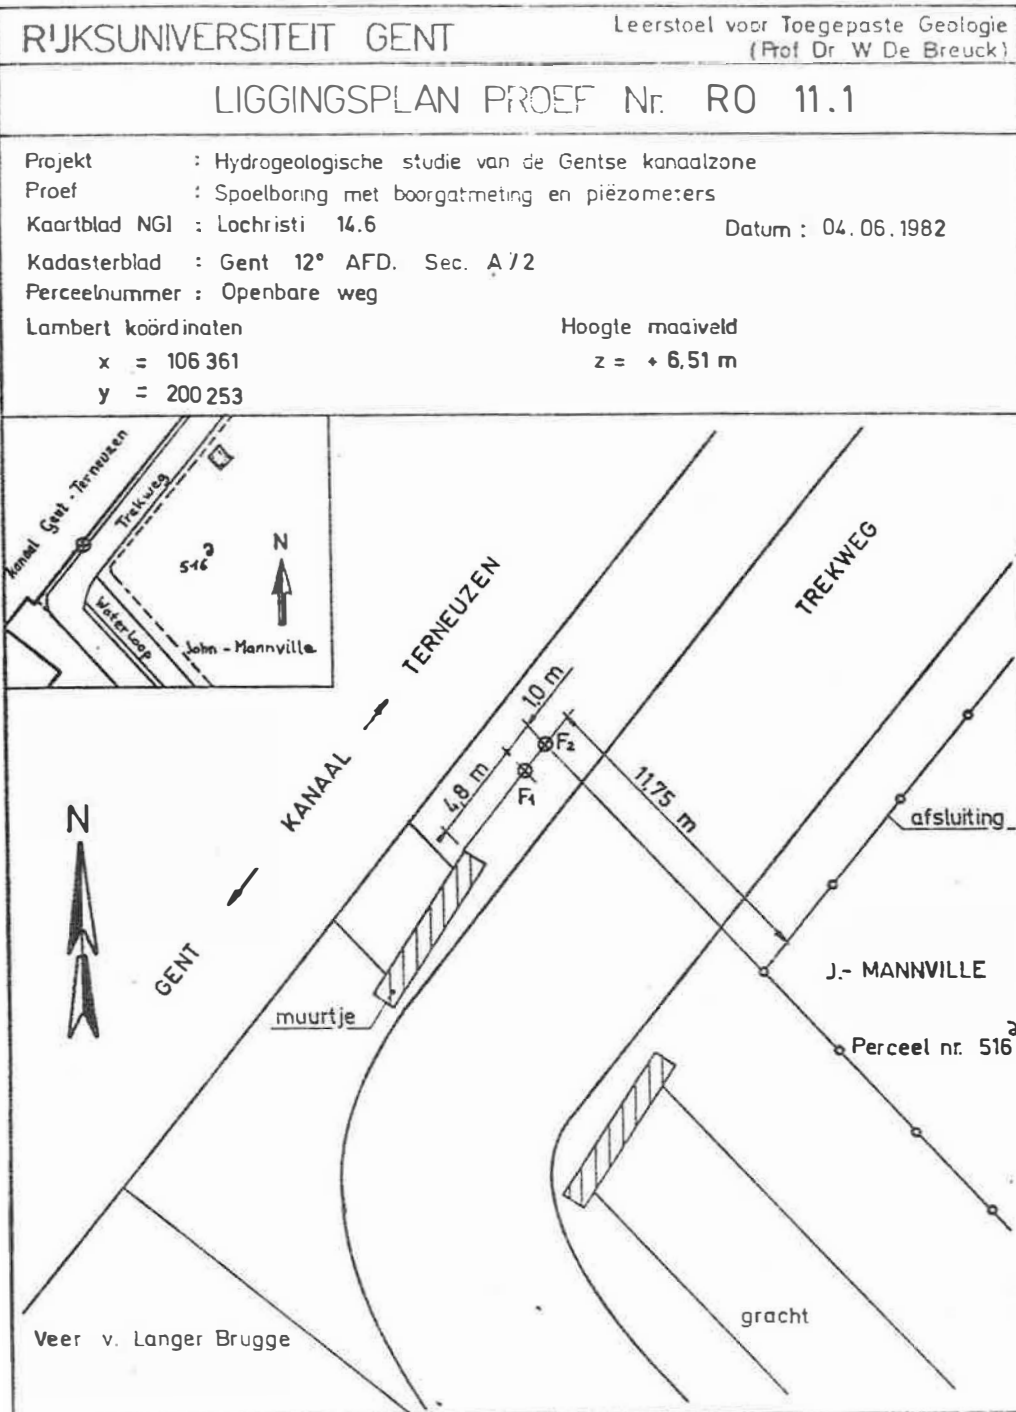 RIJKSUNIVERSITEIT GENT
Leerstoel voor Toegepaste Geologie
(Prof Dr W De Breuck)
LIGGINGSPLAN PROEF Nr. RO 11.1
Projekt : Hydrogeologische studie van de Gentse kanaalzone
Proef : Spoelboring met boorgatmeting en piëzometers
Kaartblad NGI : Lochristi 14.6
Datum : 04.06.1982
Kadasterblad : Gent 12° AFD. Sec. A/2
Perceelnummer : Openbare weg
Lambert koördinaten
Hoogte maaiveld
x = 106 361
z = + 6,51 m
y = 200 253
Kanaal Gent - Terneuzen
Trekweg
516 a
N
Waterloop
John - Mannville
TERNEUZEN
TREKWEG
KANAAL
GENT
N
1,0 m
4,8 m
F2
F1
11,75 m
afsluiting
J.- MANNVILLE
muurtje
Perceel nr. 516 a
gracht
Veer v. Langer Brugge